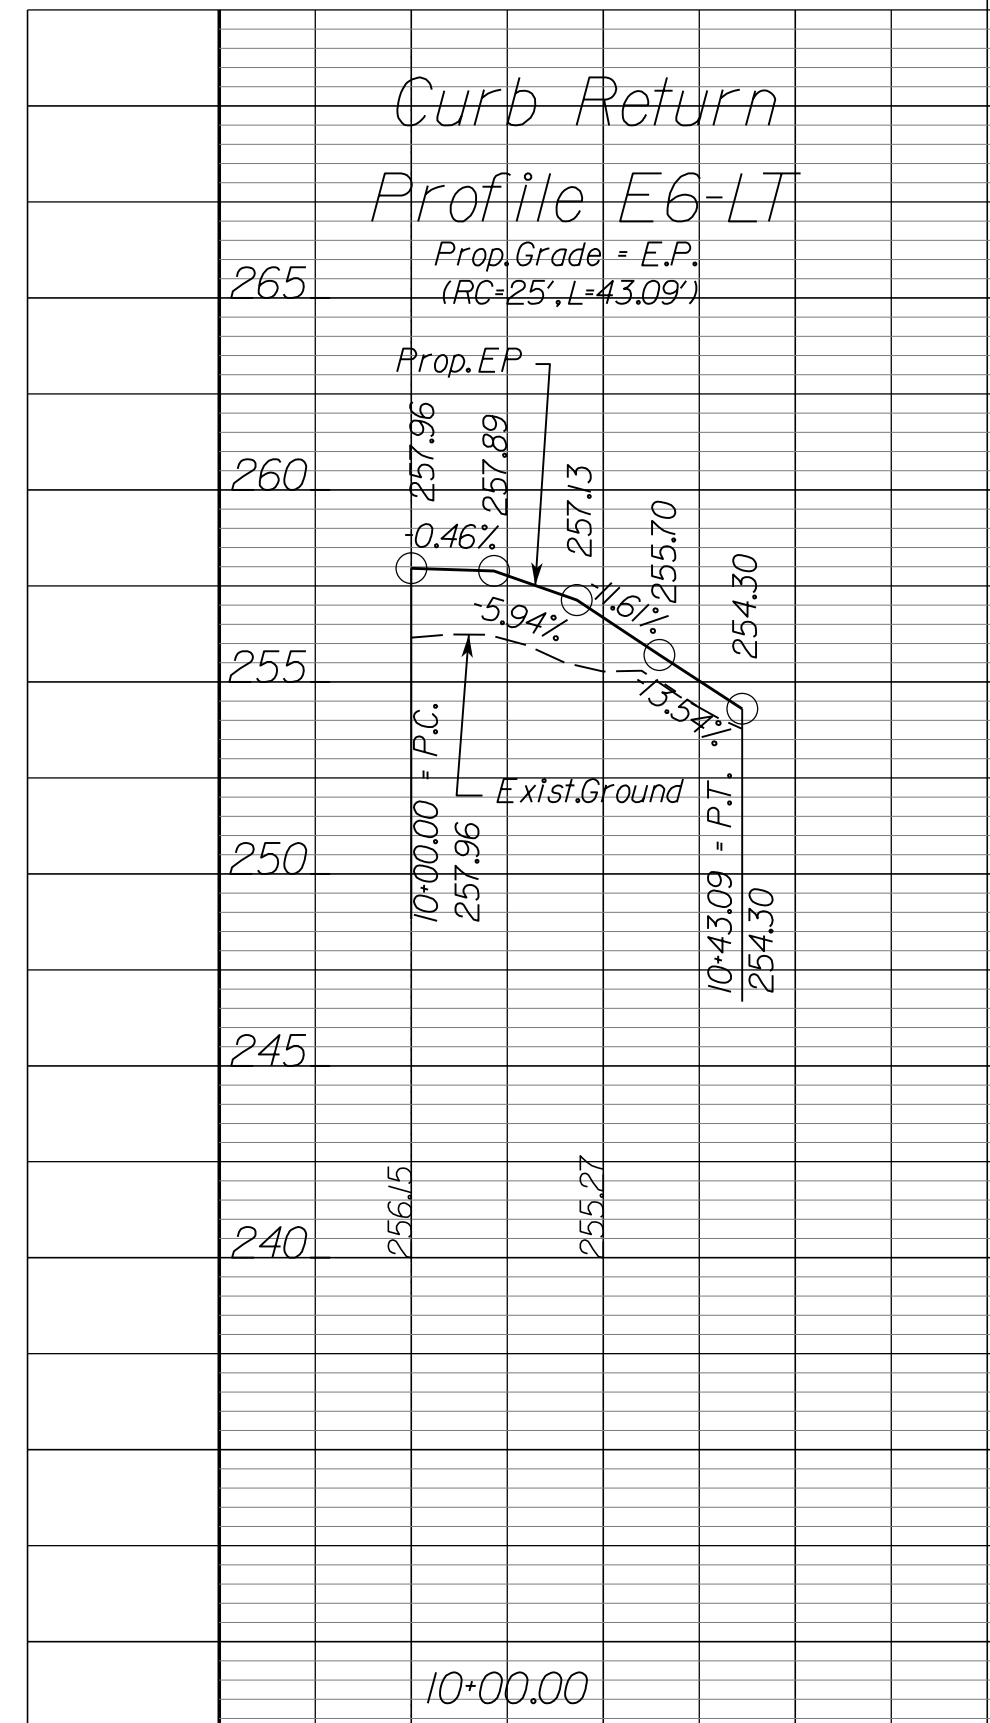 Curb Return
Profile E6-LT
Prop. Grade = E.P.
(RC=25', L=43.09')
265
Prop. EP
257.96
257.89
257.13
255.70
254.30
260
-0.46%
-5.94%
-11.61%
-13.54%
255
10+00.00 = P.C.
257.96
Exist. Ground
10+43.09 = P.T.
254.30
250
245
256.15
255.27
240
10+00.00